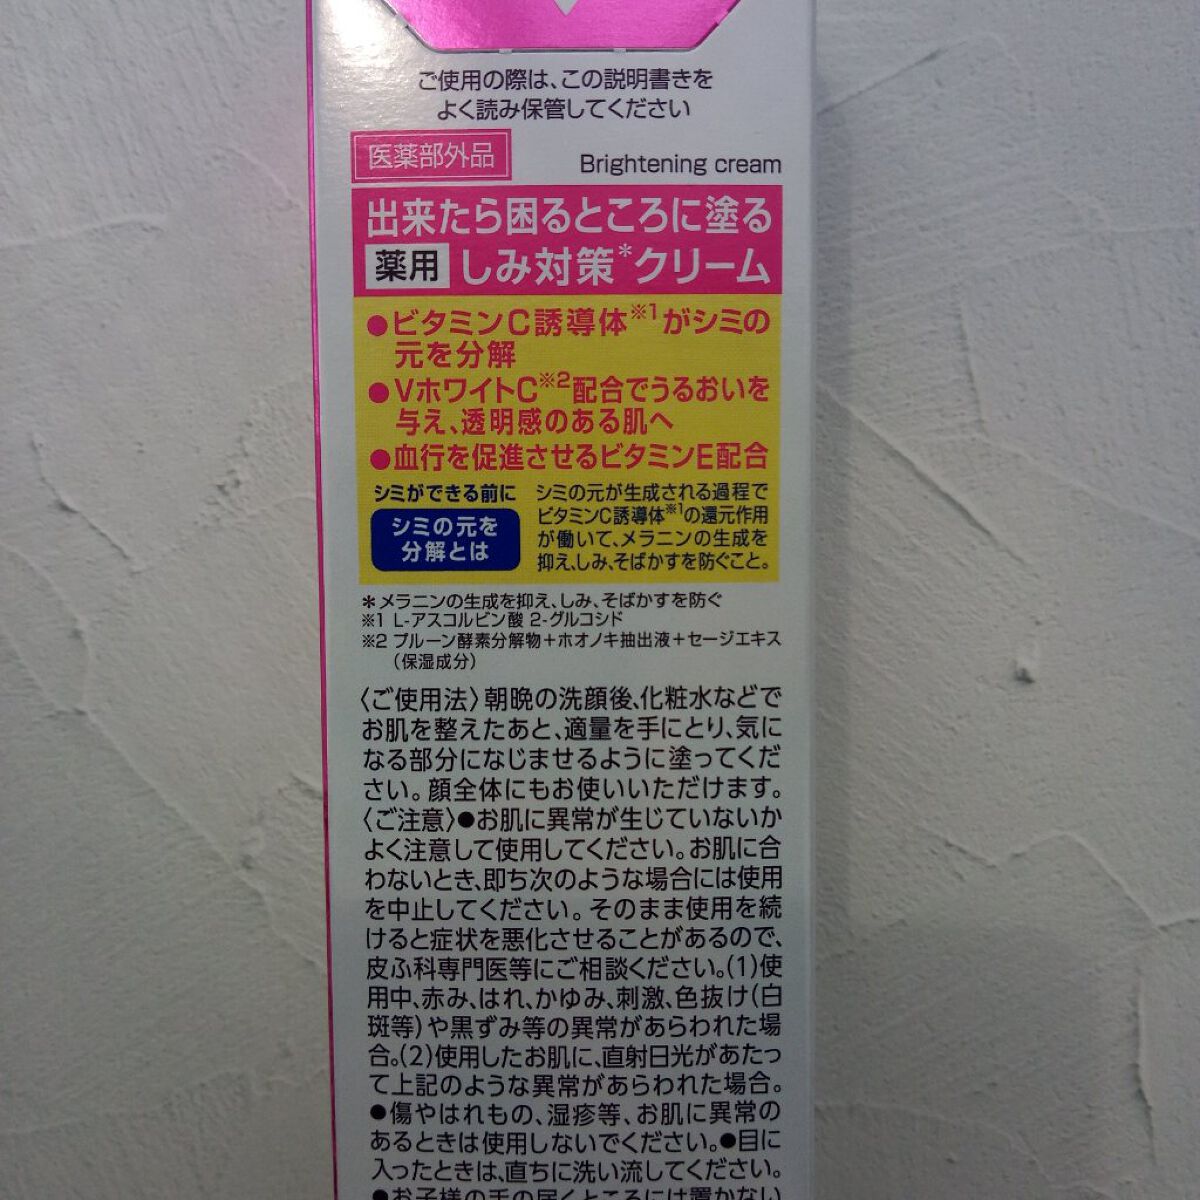 ご使用の際は、この説明書きを
よく読み保管してください
医薬部外品
Brightening cream
出来たら困るところに塗る
薬用 しみ対策*クリーム
●ビタミンC誘導体※1がシミの
元を分解
●VホワイトC※2配合でうるおいを
与え、透明感のある肌へ
●血行を促進させるビタミンE配合
シミができる前に
シミの元を
分解とは
シミの元が生成される過程で
ビタミンC誘導体※1の還元作用
が働いて、メラニンの生成を
抑え、しみ、そばかすを防ぐこと。
*メラニンの生成を抑え、しみ、そばかすを防ぐ
※1 L-アスコルビン酸 2-グルコシド
※2 プルーン酵素分解物+ホオノキ抽出液+セージエキス
(保湿成分)
〈ご使用法〉朝晩の洗顔後、化粧水などで
お肌を整えたあと、適量を手にとり、気に
なる部分になじませるように塗ってくだ
さい。顔全体にもお使いいただけます。
〈ご注意〉●お肌に異常が生じていないか
よく注意して使用してください。お肌に合
わないとき、即ち次のような場合には使用
を中止してください。そのまま使用を続
けると症状を悪化させることがあるので、
皮ふ科専門医等にご相談ください。(1)使
用中、赤み、はれ、かゆみ、刺激、色抜け(白
斑等)や黒ずみ等の異常があらわれた場
合。(2)使用したお肌に、直射日光があたっ
て上記のような異常があらわれた場合。
●傷やはれもの、湿疹等、お肌に異常の
あるときは使用しないでください。●目に
入ったときは、直ちに洗い流してください。
●お子様の手の届くところには置かない